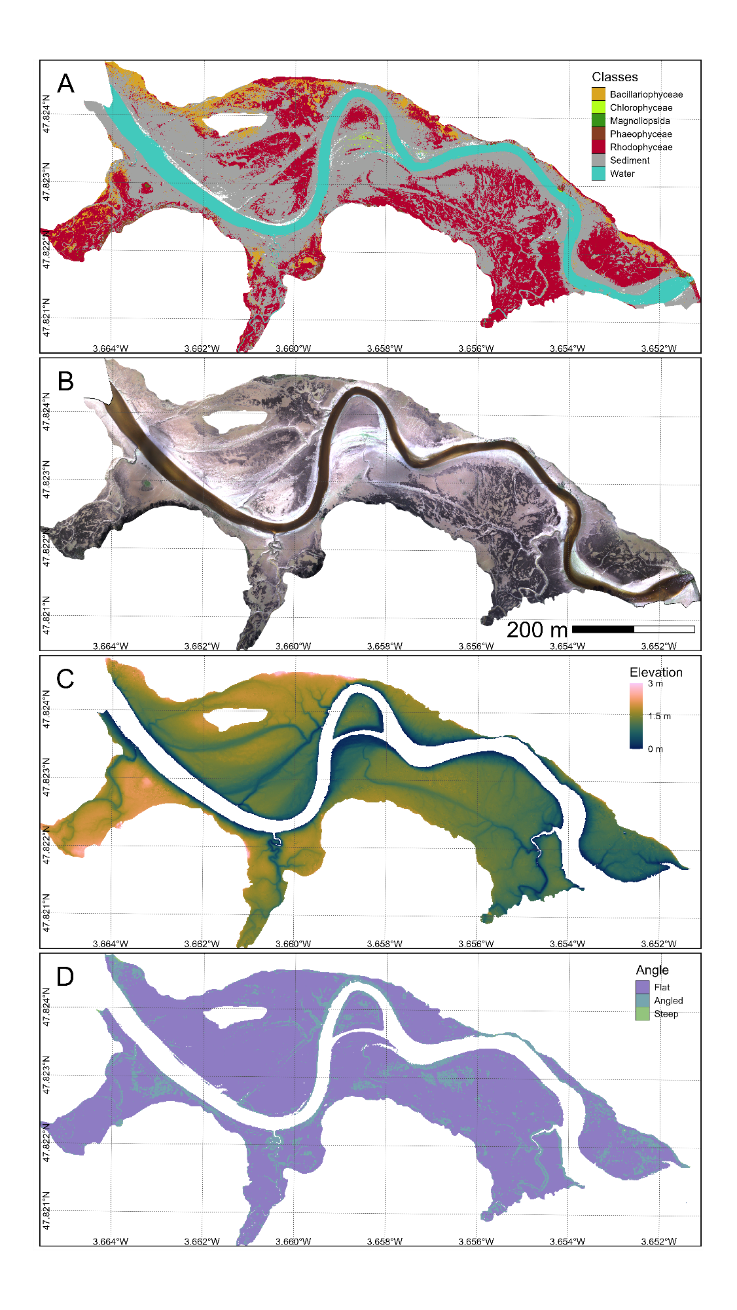 A
Classes
Bacillariophyceae
Chlorophyceae
Magnoliopsida
Phaeophyceae
Rhodophyceae
Sediment
Water
47.824°N
47.823°N
47.822°N
47.821°N
3.664°W 3.662°W 3.660°W 3.658°W 3.656°W 3.654°W 3.652°W
B
47.824°N
47.823°N
47.822°N
47.821°N
200 m
3.664°W 3.662°W 3.660°W 3.658°W 3.656°W 3.654°W 3.652°W
C
Elevation
3 m
1.5 m
0 m
47.824°N
47.823°N
47.822°N
47.821°N
3.664°W 3.662°W 3.660°W 3.658°W 3.656°W 3.654°W 3.652°W
D
Angle
Flat
Angled
Steep
47.824°N
47.823°N
47.822°N
47.821°N
3.664°W 3.662°W 3.660°W 3.658°W 3.656°W 3.654°W 3.652°W